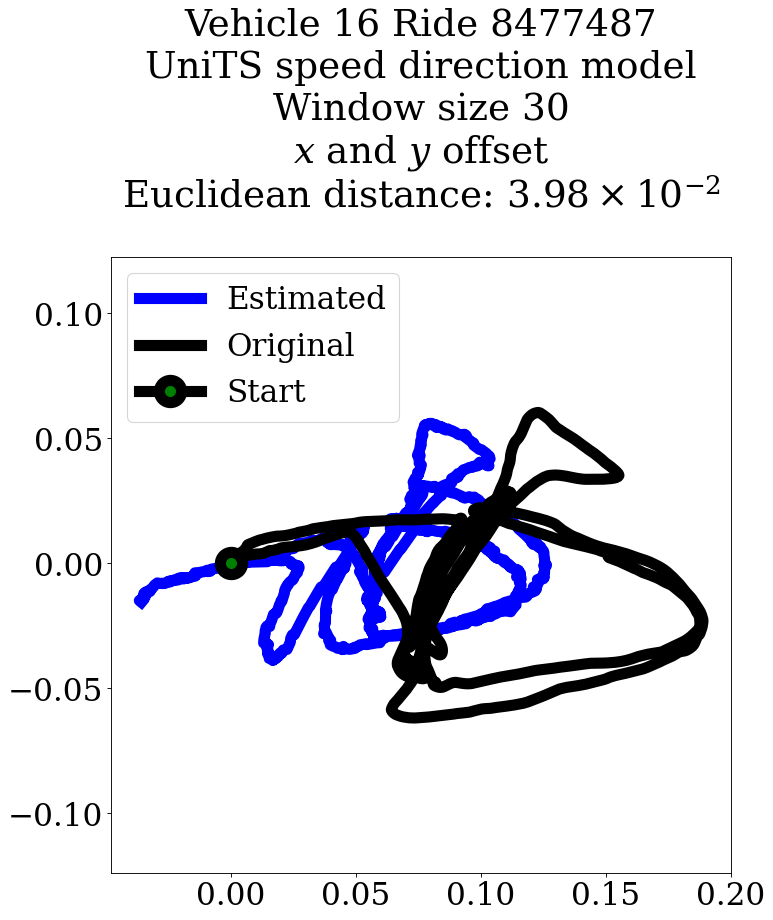 Vehicle 16 Ride 8477487
UniTS speed direction model
Window size 30
x and y offset
Euclidean distance: 3.98 × 10⁻²
Estimated
Original
Start
0.10
0.05
0.00
−0.05
−0.10
0.00 0.05 0.10 0.15 0.20